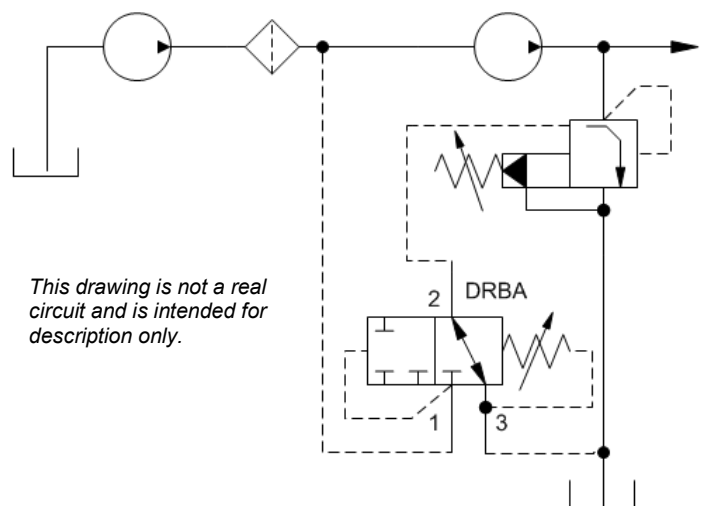 This drawing is not a real
circuit and is intended for
description only.
2 DRBA
1 3